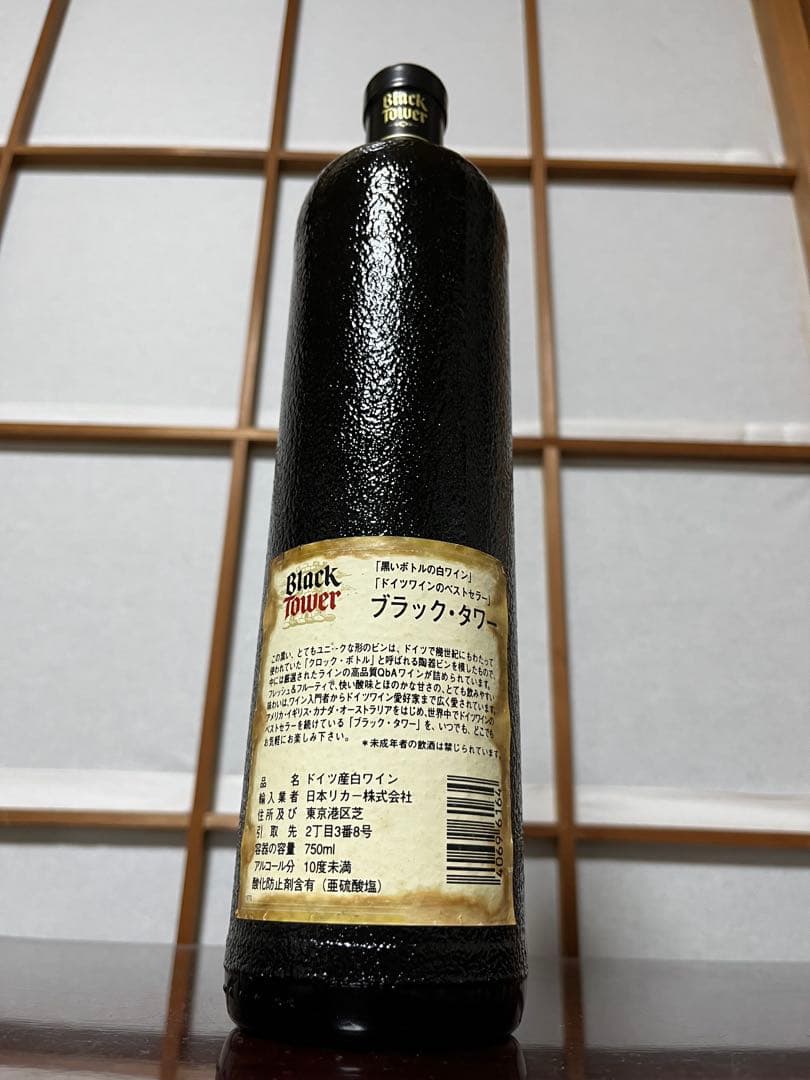 Black
Tower
Black
Tower
「黒いボトルの白ワイン」
「ドイツワインのベストセラー」
ブラック・タワー
この黒い、とてもユニークな形のビンは、ドイツで幾世紀にもわたって
使われていた「クロック・ボトル」と呼ばれる陶器ビンを模したもので、
中には厳選されたラインの高品質QbAワインが詰められています。
フレッシュ&フルーティで、快い酸味とほのかな甘さの、とても飲みやすい
味わいは、ワイン入門者からドイツワイン愛好家まで広く愛されています。
アメリカ・イギリス・カナダ・オーストラリアをはじめ、世界中でドイツワインの
ベストセラーを続けている「ブラック・タワー」を、いつでも、どこでも
お気軽にお楽しみ下さい。
*未成年者の飲酒は禁じられています。
品名 ドイツ産白ワイン
輸入業者 日本リカー株式会社
住所及び 東京港区芝
引取先 2丁目3番8号
容器の容量 750ml
アルコール分 10度未満
酸化防止剤含有(亜硫酸塩)
4069 6194